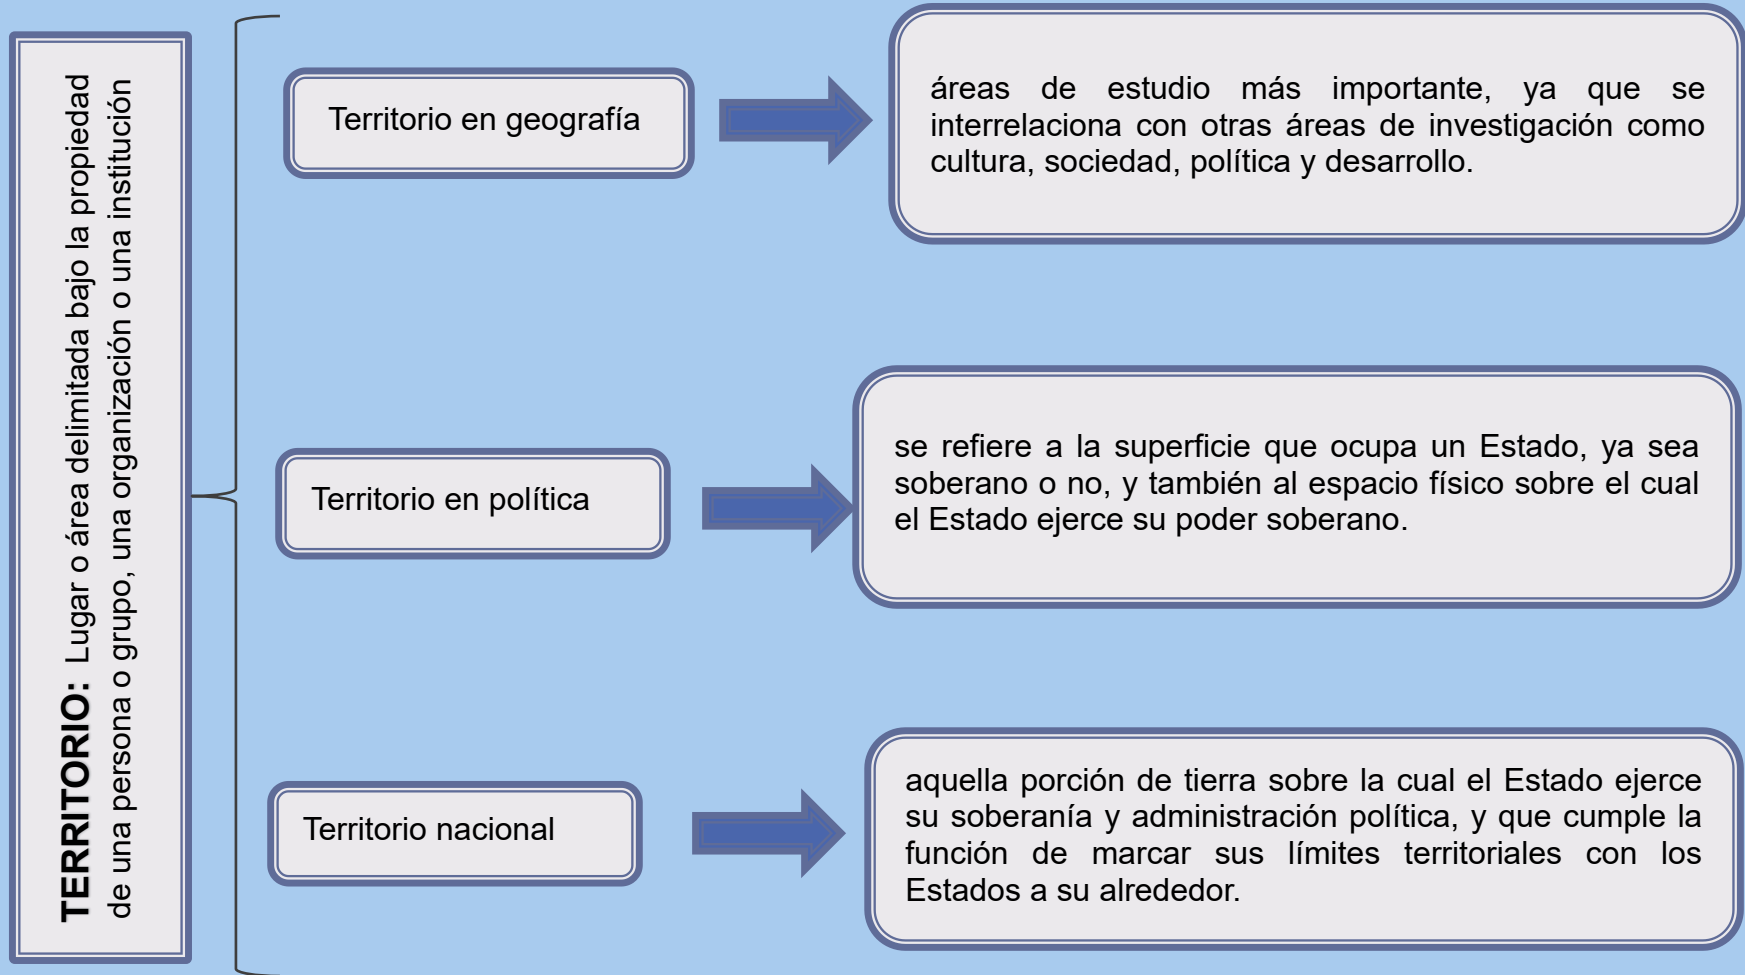 TERRITORIO: Lugar o área delimitada bajo la propiedad
de una persona o grupo, una organización o una institución
Territorio en geografía
áreas de estudio más importante, ya que se
interrelaciona con otras áreas de investigación como
cultura, sociedad, política y desarrollo.
Territorio en política
se refiere a la superficie que ocupa un Estado, ya sea
soberano o no, y también al espacio físico sobre el cual
el Estado ejerce su poder soberano.
Territorio nacional
aquella porción de tierra sobre la cual el Estado ejerce
su soberanía y administración política, y que cumple la
función de marcar sus límites territoriales con los
Estados a su alrededor.